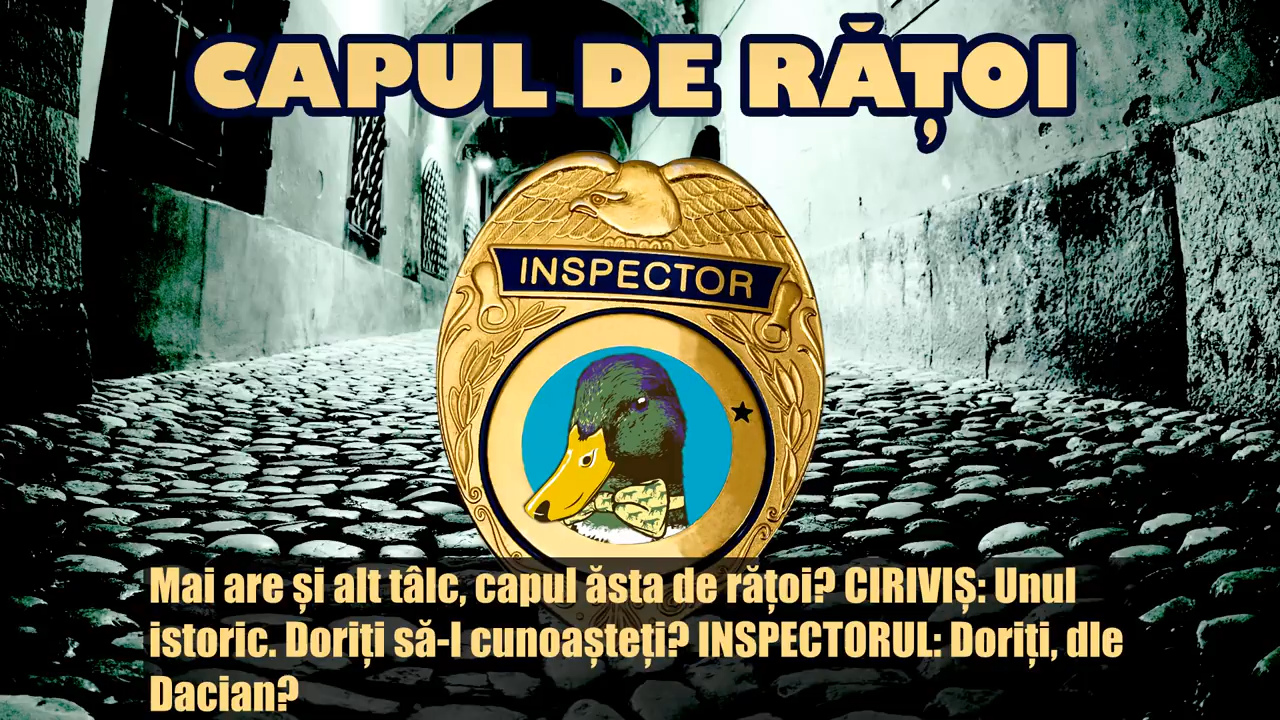 CAPUL DE RĂȚOI
INSPECTOR
Mai are și alt tâlc, capul ăsta de rățoi? CIRIVIȘ: Unul
istoric. Doriți să-l cunoașteți? INSPECTORUL: Doriți, dle
Dacian?